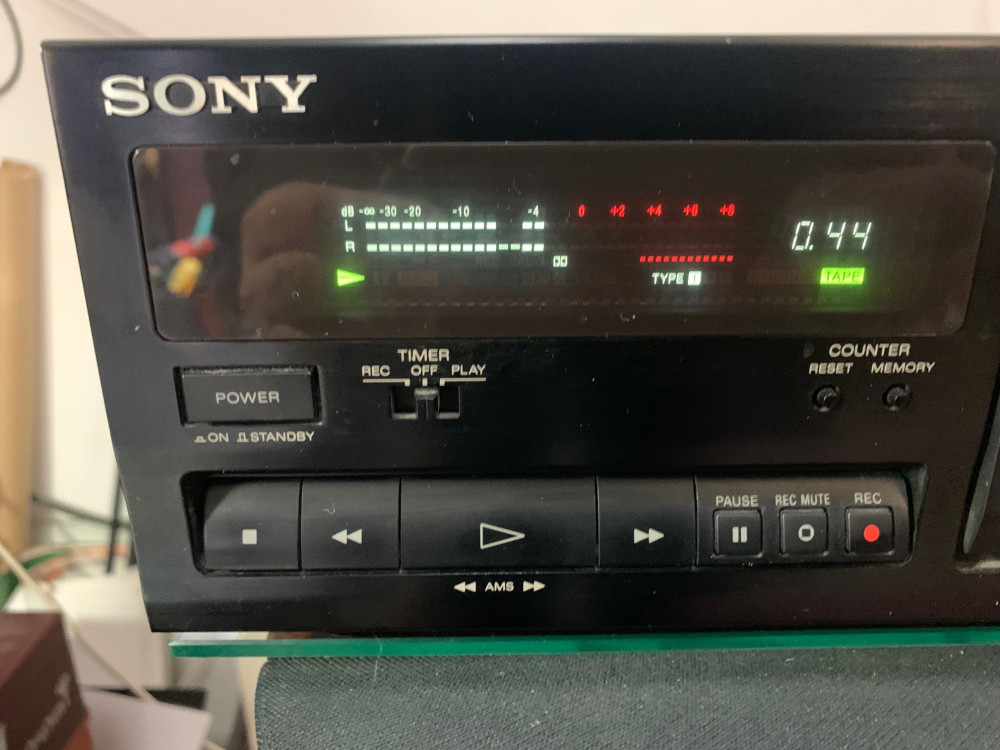 SONY
dB -∞ -30 -20 -10 -4 0 +2 +4 +6 +8
L
R
0.44
TYPE I
TAPE
TIMER
REC OFF PLAY
COUNTER
RESET MEMORY
POWER
ON STANDBY
PAUSE REC MUTE REC
AMS